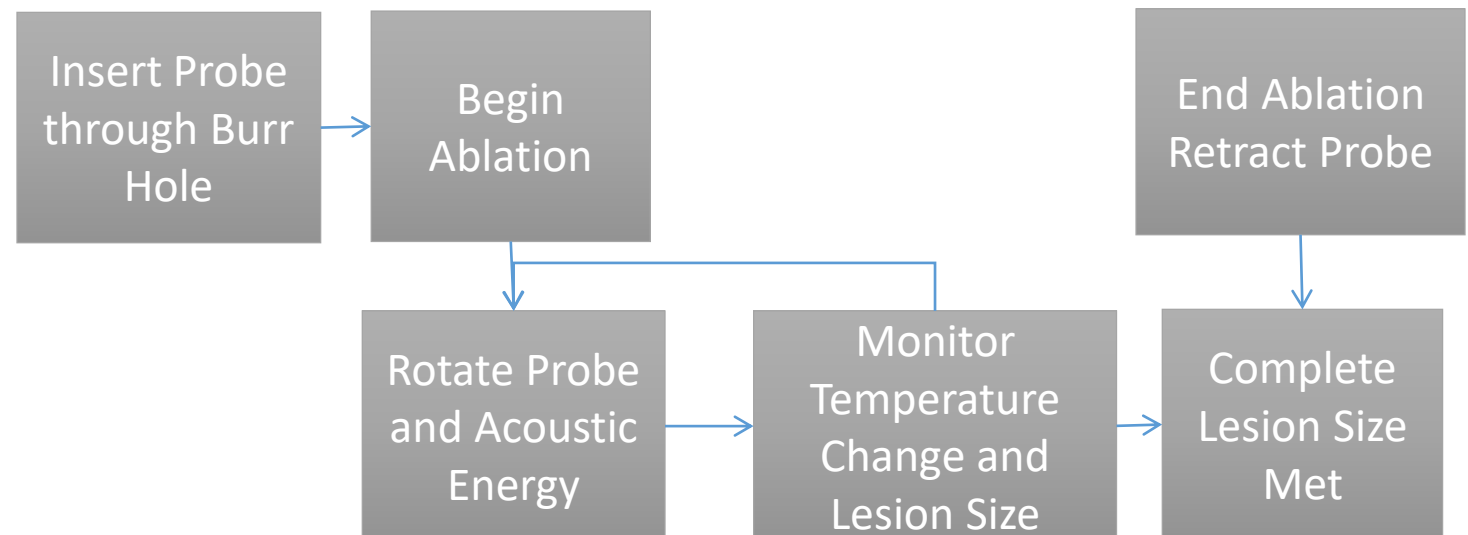 Insert Probe
through Burr
Hole
Begin
Ablation
End Ablation
Retract Probe
Rotate Probe
and Acoustic
Energy
Monitor
Temperature
Change and
Lesion Size
Complete
Lesion Size
Met